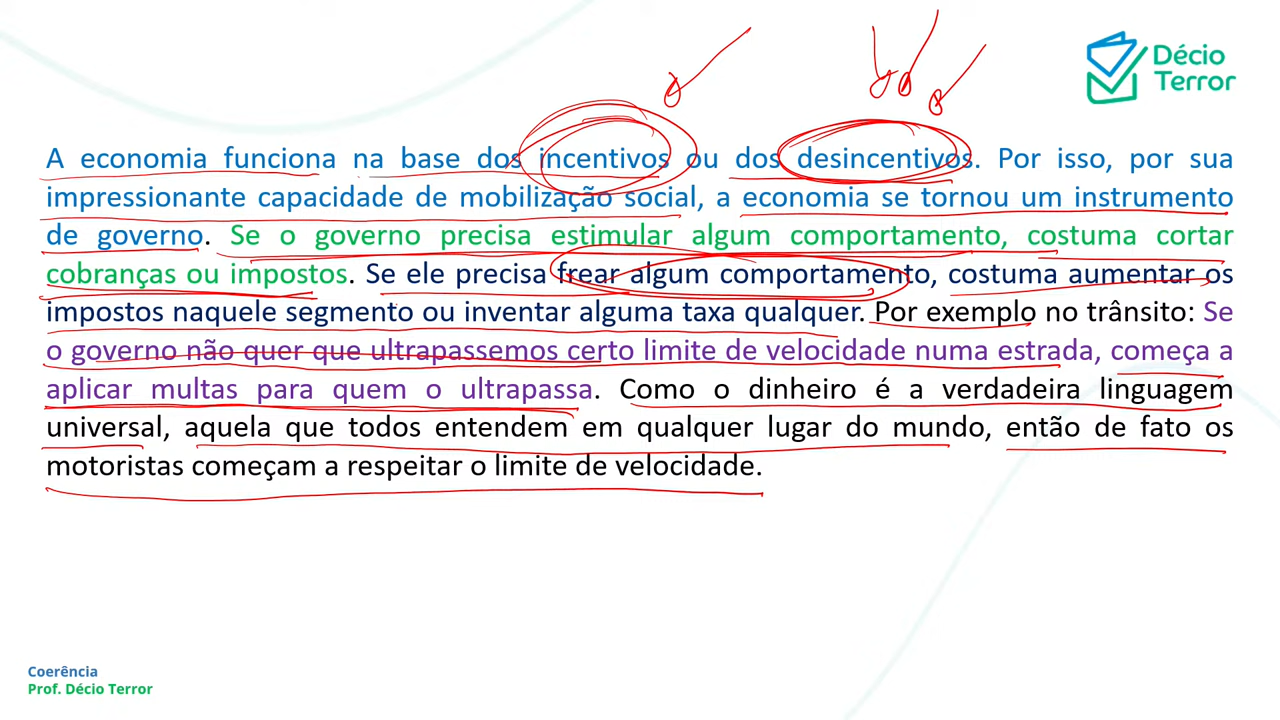 Décio
Terror
A economia funciona na base dos incentivos ou dos desincentivos. Por isso, por sua
impressionante capacidade de mobilização social, a economia se tornou um instrumento
de governo. Se o governo precisa estimular algum comportamento, costuma cortar
cobranças ou impostos. Se ele precisa frear algum comportamento, costuma aumentar os
impostos naquele segmento ou inventar alguma taxa qualquer. Por exemplo no trânsito: Se
o governo não quer que ultrapassemos certo limite de velocidade numa estrada, começa a
aplicar multas para quem o ultrapassa. Como o dinheiro é a verdadeira linguagem
universal, aquela que todos entendem em qualquer lugar do mundo, então de fato os
motoristas começam a respeitar o limite de velocidade.
Coerência
Prof. Décio Terror